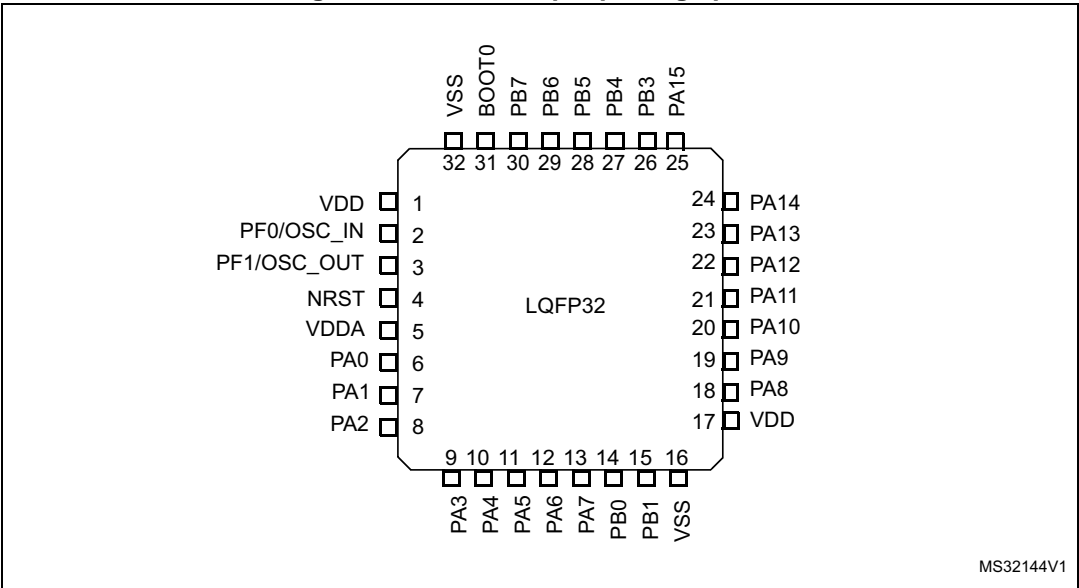 VSS
BOOT0
PB7
PB6
PB5
PB4
PB3
PA15
32 31 30 29 28 27 26 25
VDD 1
PF0/OSC_IN 2
PF1/OSC_OUT 3
NRST 4
VDDA 5
PA0 6
PA1 7
PA2 8
LQFP32
24 PA14
23 PA13
22 PA12
21 PA11
20 PA10
19 PA9
18 PA8
17 VDD
9 10 11 12 13 14 15 16
PA3
PA4
PA5
PA6
PA7
PB0
PB1
VSS
MS32144V1